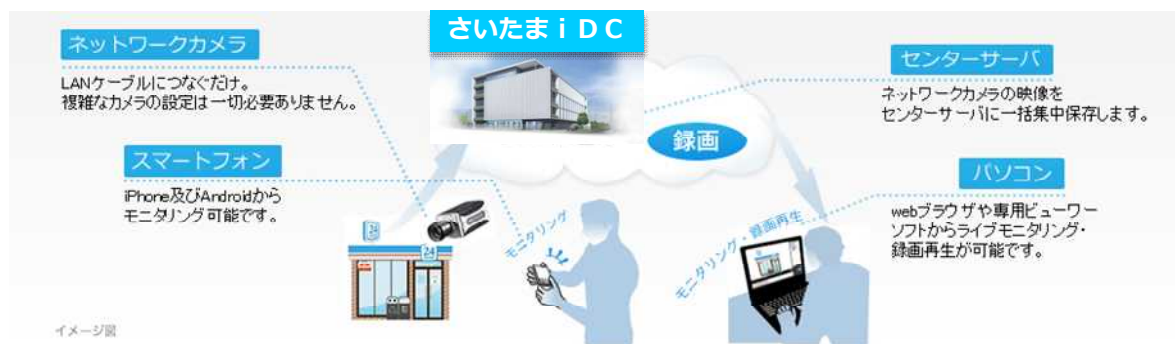 さいたまｉＤＣ
ネットワークカメラ
LANケーブルにつなぐだけ。
複雑なカメラの設定は一切必要ありません。
スマートフォン
iPhone及びAndroidから
モニタリング可能です。
センターサーバ
ネットワークカメラの映像を
センターサーバに一括集中保存します。
録画
パソコン
webブラウザや専用ビューワー
ソフトからライブモニタリング・
録画再生が可能です。
24
24
モニタリング
モニタリング・録画再生
イメージ図